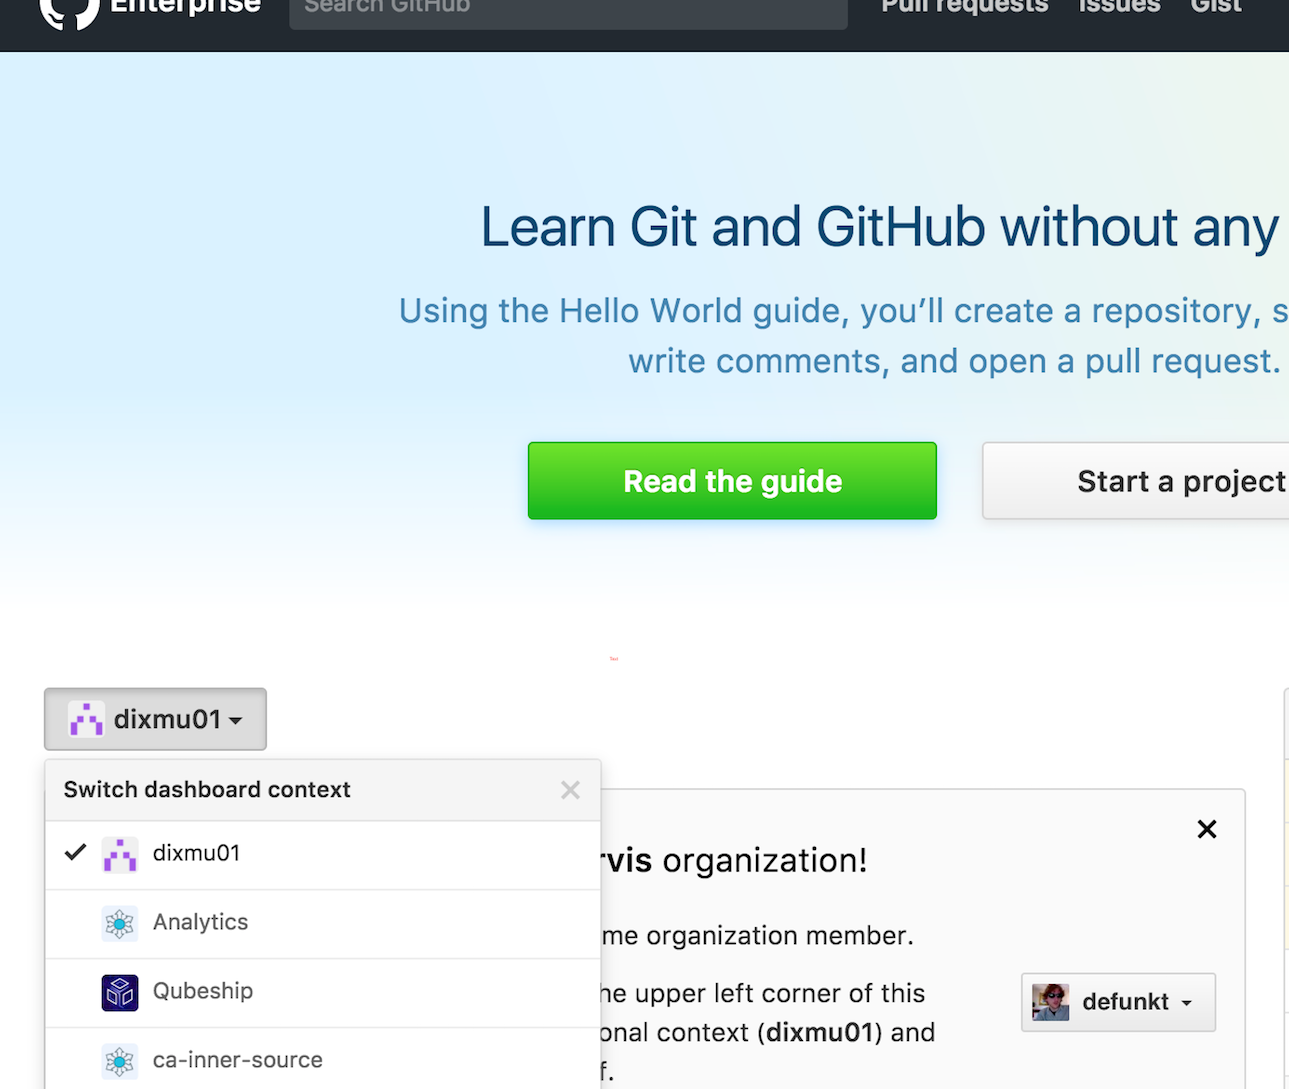 Enterprise
Search GitHub
Pull requests Issues Gist
Learn Git and GitHub without any
Using the Hello World guide, you’ll create a repository, s
write comments, and open a pull request.
Read the guide
Start a project
dixmu01
Switch dashboard context
dixmu01
Analytics
Qubeship
ca-inner-source
rvis organization!
me organization member.
he upper left corner of this
onal context (dixmu01) and
f.
defunkt